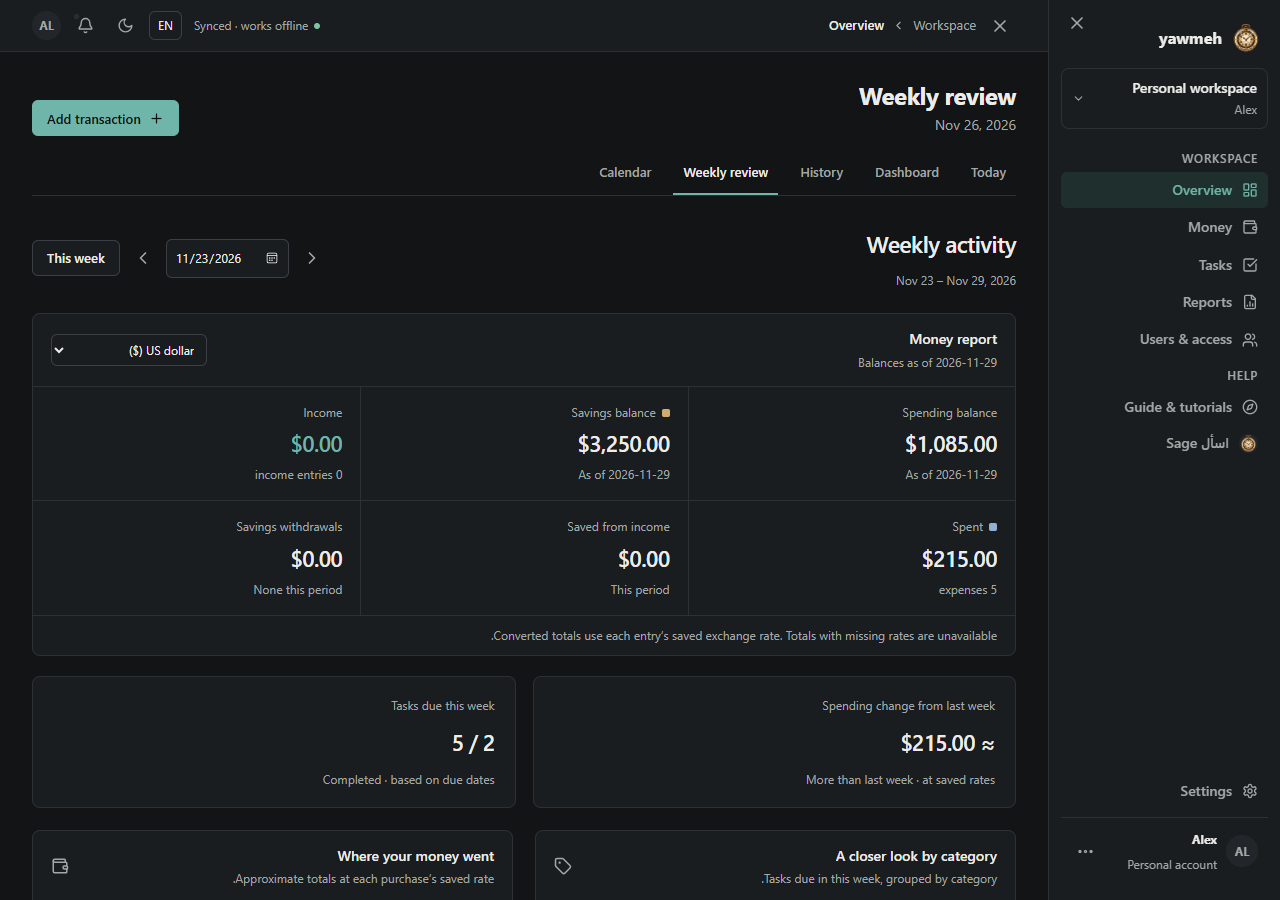 AL
EN
Synced · works offline
Overview
Workspace
yawmeh
Personal workspace
Alex
WORKSPACE
Overview
Money
Tasks
Reports
Users & access
HELP
Guide & tutorials
اسأل Sage
Settings
Alex
Personal account
AL
Weekly review
Nov 26, 2026
Add transaction
Calendar
Weekly review
History
Dashboard
Today
Weekly activity
Nov 23 – Nov 29, 2026
This week
11/23/2026
Money report
Balances as of 2026-11-29
($) US dollar
Income
$0.00
income entries 0
Savings balance
$3,250.00
As of 2026-11-29
Spending balance
$1,085.00
As of 2026-11-29
Savings withdrawals
$0.00
None this period
Saved from income
$0.00
This period
Spent
$215.00
expenses 5
.Converted totals use each entry’s saved exchange rate. Totals with missing rates are unavailable
Tasks due this week
5 / 2
Completed · based on due dates
Spending change from last week
$215.00 ≈
More than last week · at saved rates
Where your money went
.Approximate totals at each purchase’s saved rate
A closer look by category
.Tasks due in this week, grouped by category